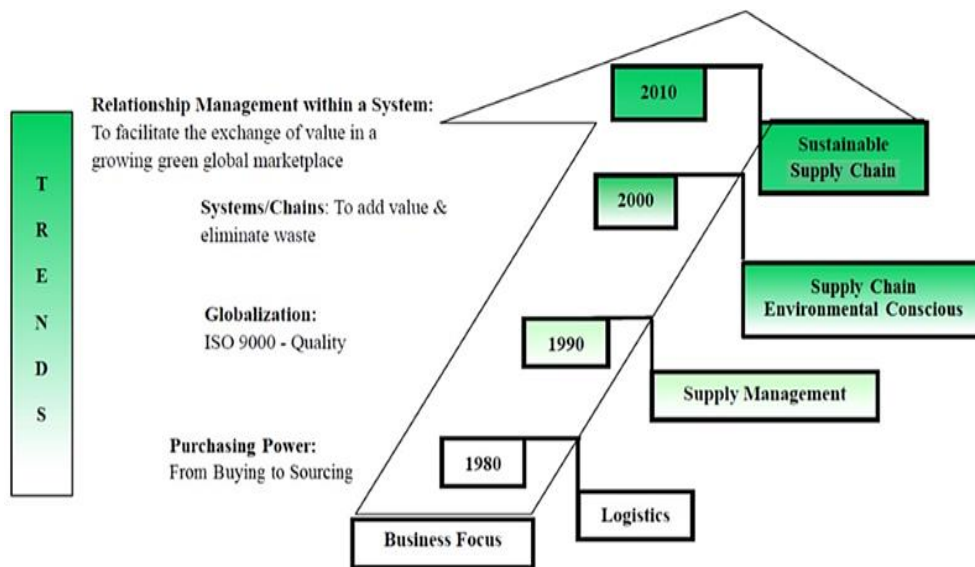 T
R
E
N
D
S
Relationship Management within a System:
To facilitate the exchange of value in a
growing green global marketplace
2010
Sustainable
Supply Chain
Systems/Chains: To add value &
eliminate waste
2000
Supply Chain
Environmental Conscious
Globalization:
ISO 9000 - Quality
1990
Supply Management
Purchasing Power:
From Buying to Sourcing
1980
Logistics
Business Focus